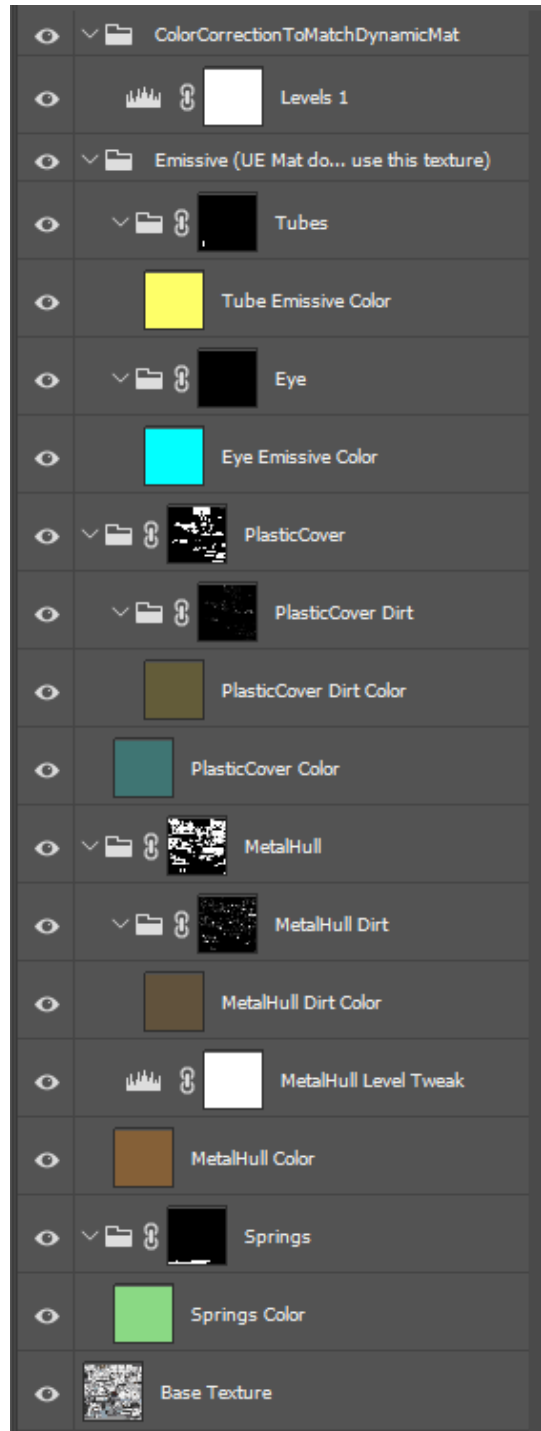 ColorCorrectionToMatchDynamicMat
Levels 1
Emissive (UE Mat do... use this texture)
Tubes
Tube Emissive Color
Eye
Eye Emissive Color
PlasticCover
PlasticCover Dirt
PlasticCover Dirt Color
PlasticCover Color
MetalHull
MetalHull Dirt
MetalHull Dirt Color
MetalHull Level Tweak
MetalHull Color
Springs
Springs Color
Base Texture